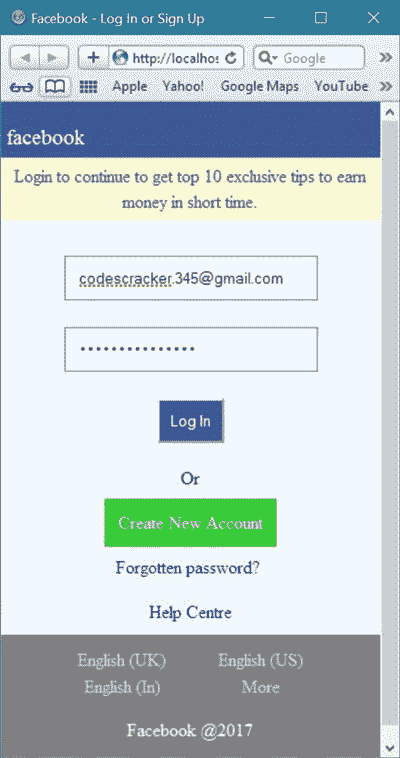 Facebook - Log In or Sign Up
http://localhos
Google
Apple Yahoo! Google Maps YouTube
facebook
Login to continue to get top 10 exclusive tips to earn
money in short time.
codescracker.345@gmail.com
•••••••••••••••
Log In
Or
Create New Account
Forgotten password?
Help Centre
English (UK) English (US)
English (In) More
Facebook @2017